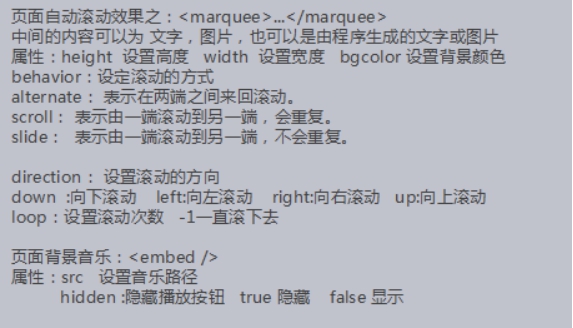 页面自动滚动效果之：<marquee>...</marquee>
中间的内容可以为 文字，图片，也可以是由程序生成的文字或图片
属性：height 设置高度 width 设置宽度 bgcolor 设置背景颜色
behavior：设定滚动的方式
alternate： 表示在两端之间来回滚动。
scroll： 表示由一端滚动到另一端，会重复。
slide： 表示由一端滚动到另一端，不会重复。
direction： 设置滚动的方向
down :向下滚动 left:向左滚动 right:向右滚动 up:向上滚动
loop：设置滚动次数 -1一直滚下去
页面背景音乐：<embed />
属性：src 设置音乐路径
hidden :隐藏播放按钮 true 隐藏 false 显示